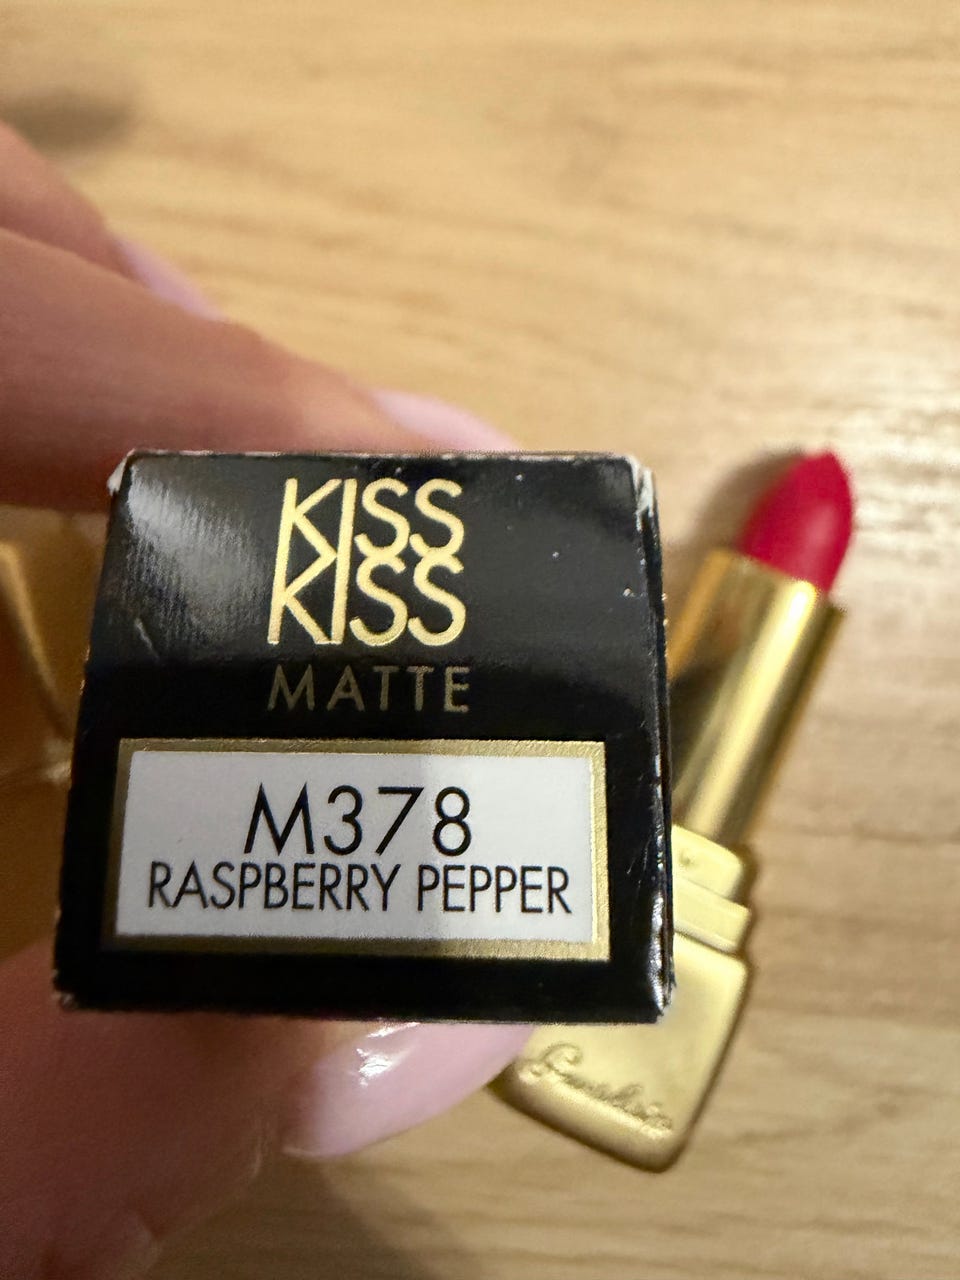 KISS
KISS
MATTE
M378
RASPBERRY PEPPER
Guerlain